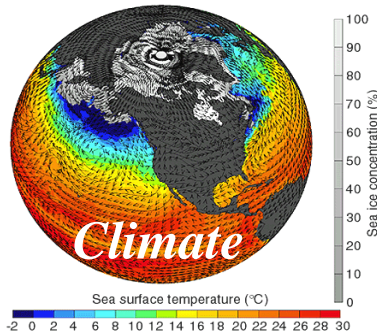 100
90
80
70
60
50
40
30
20
10
0
Sea ice concentration (%)
Climate
Sea surface temperature (°C)
-2 0 2 4 6 8 10 12 14 16 18 20 22 24 26 28 30